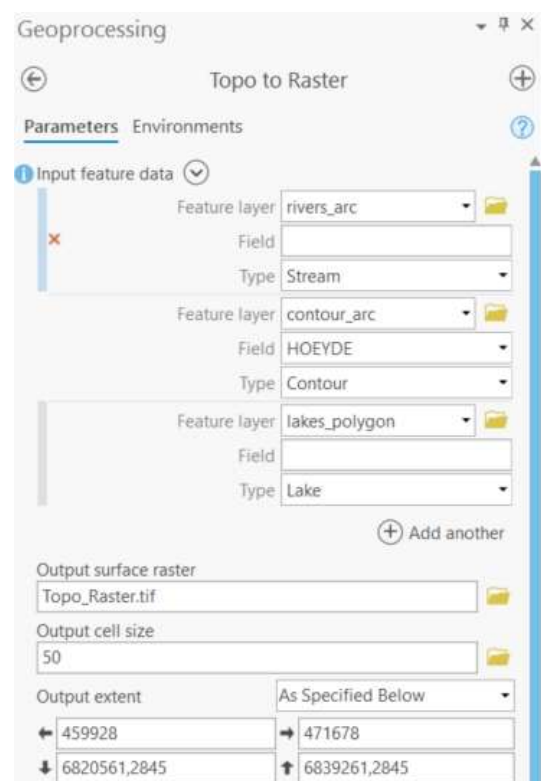 Geoprocessing
Topo to Raster
Parameters Environments
Input feature data
Feature layer rivers_arc
Field
Type Stream
Feature layer contour_arc
Field HOEYDE
Type Contour
Feature layer lakes_polygon
Field
Type Lake
Add another
Output surface raster
Topo_Raster.tif
Output cell size
50
Output extent As Specified Below
459928 471678
6820561,2845 6839261,2845